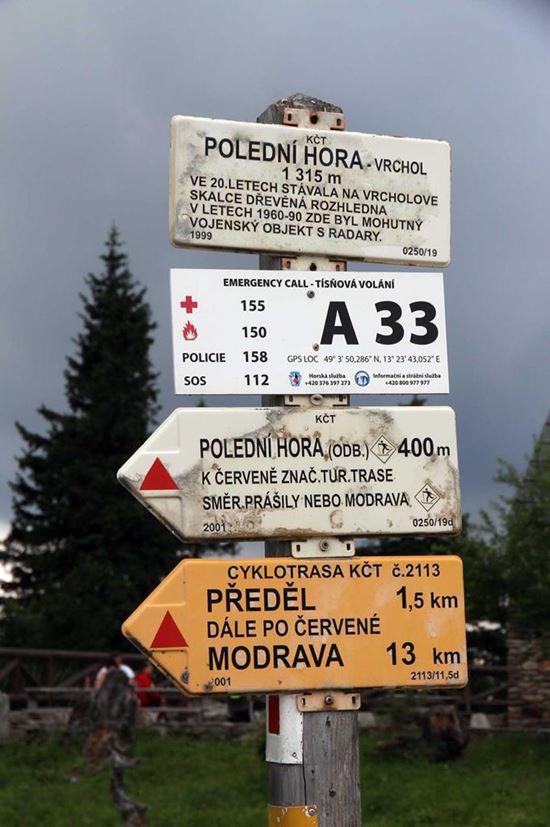 KČT
POLEDNÍ HORA - VRCHOL
1 315 m
VE 20.LETECH STÁVALA NA VRCHOLOVE
SKALCE DŘEVĚNÁ ROZHLEDNA
V LETECH 1960-90 ZDE BYL MOHUTNÝ
VOJENSKÝ OBJEKT S RADARY.
1999 0250/19
EMERGENCY CALL - TÍSŇOVÁ VOLÁNÍ
155
150
POLICIE 158
SOS 112
A 33
GPS LOC 49° 3' 50,286" N, 13° 23' 43,052" E
Horská služba
+420 376 397 273
Informační a strážní služba
+420 800 977 977
KČT
POLEDNÍ HORA (ODB.) 400 m
K ČERVENĚ ZNAČ.TUR.TRASE
SMĚR.PRÁŠILY NEBO MODRAVA
2001 0250/19d
CYKLOTRASA KČT č.2113
PŘEDĚL 1,5 km
DÁLE PO ČERVENÉ
MODRAVA 13 km
2001 2113/11,5d